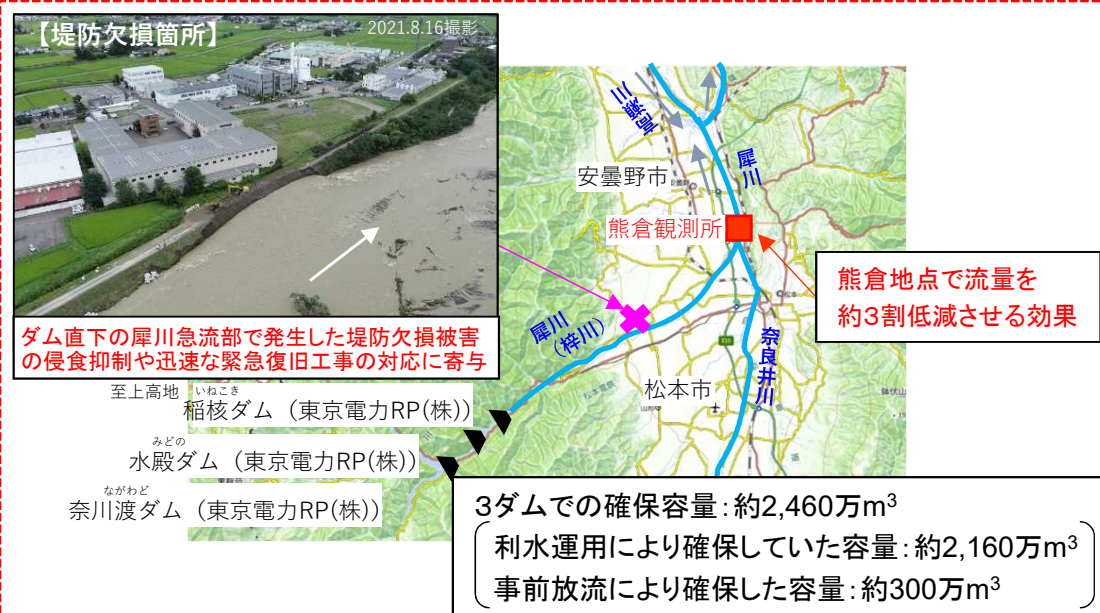 【堤防欠損箇所】
2021.8.16撮影
ダム直下の犀川急流部で発生した堤防欠損被害
の侵食抑制や迅速な緊急復旧工事の対応に寄与
高瀬川
犀川
安曇野市
熊倉観測所
熊倉地点で流量を
約3割低減させる効果
犀川
（梓川）
奈良井川
松本市
至上高地
いねこき
稲核ダム（東京電力RP(株)）
みどの
水殿ダム（東京電力RP(株)）
ながわど
奈川渡ダム（東京電力RP(株)）
3ダムでの確保容量：約2,460万m³
利水運用により確保していた容量：約2,160万m³
事前放流により確保した容量：約300万m³